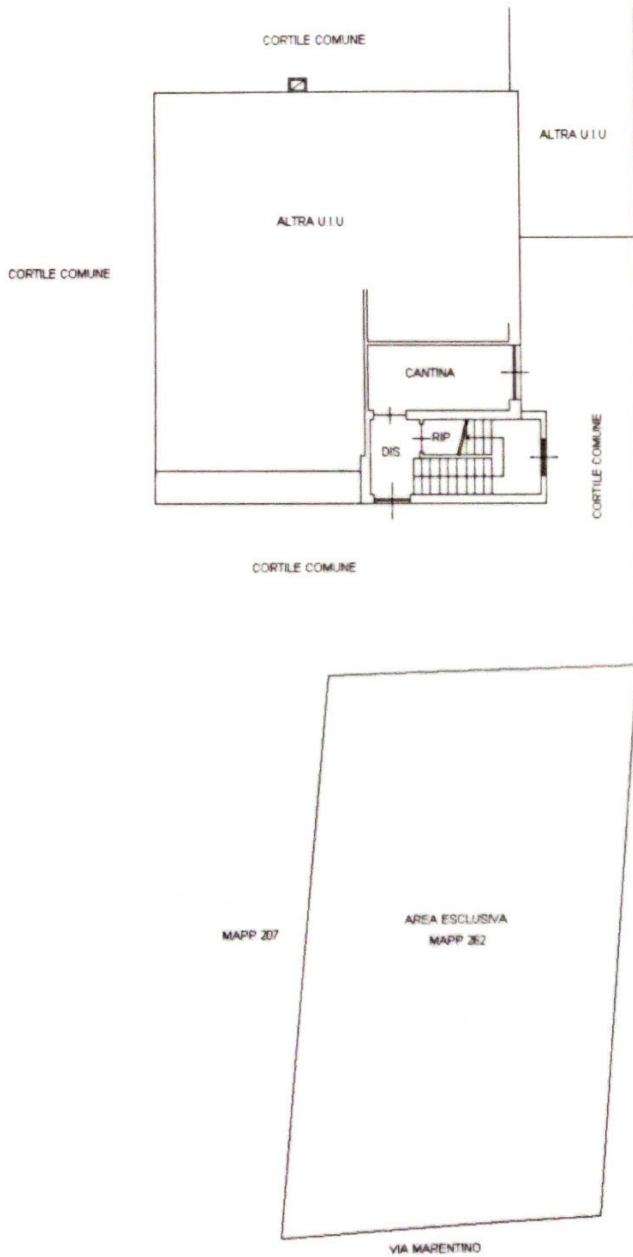 CORTILE COMUNE
ALTRA U.I.U
ALTRA U.I.U
CORTILE COMUNE
CANTINA
RIP
DIS
CORTILE COMUNE
CORTILE COMUNE
AREA ESCLUSIVA
MAPP 207
MAPP 262
VIA MARENTINO